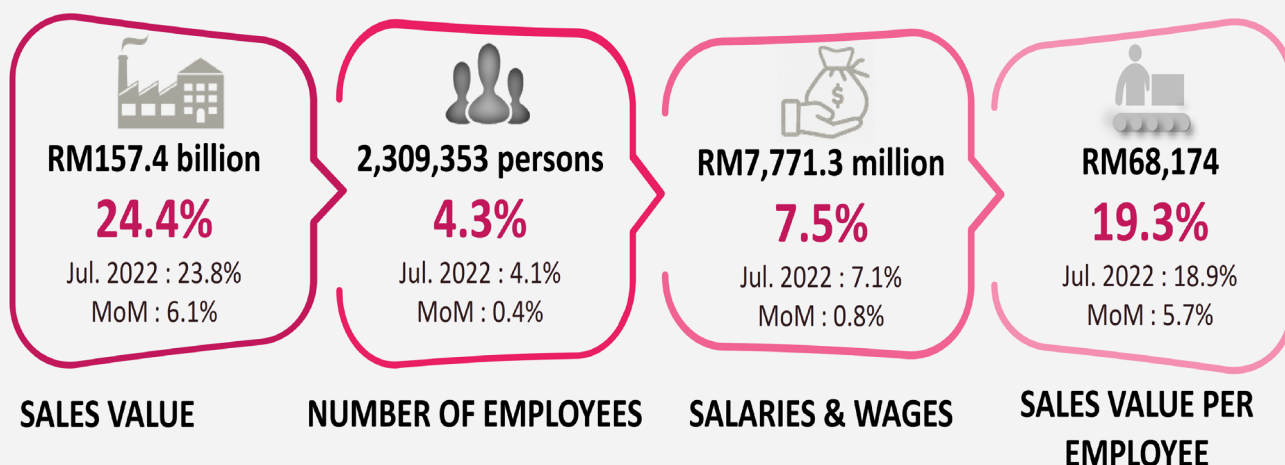 RM157.4 billion
24.4%
Jul. 2022 : 23.8%
MoM : 6.1%
SALES VALUE
2,309,353 persons
4.3%
Jul. 2022 : 4.1%
MoM : 0.4%
NUMBER OF EMPLOYEES
$
RM7,771.3 million
7.5%
Jul. 2022 : 7.1%
MoM : 0.8%
SALARIES & WAGES
RM68,174
19.3%
Jul. 2022 : 18.9%
MoM : 5.7%
SALES VALUE PER
EMPLOYEE